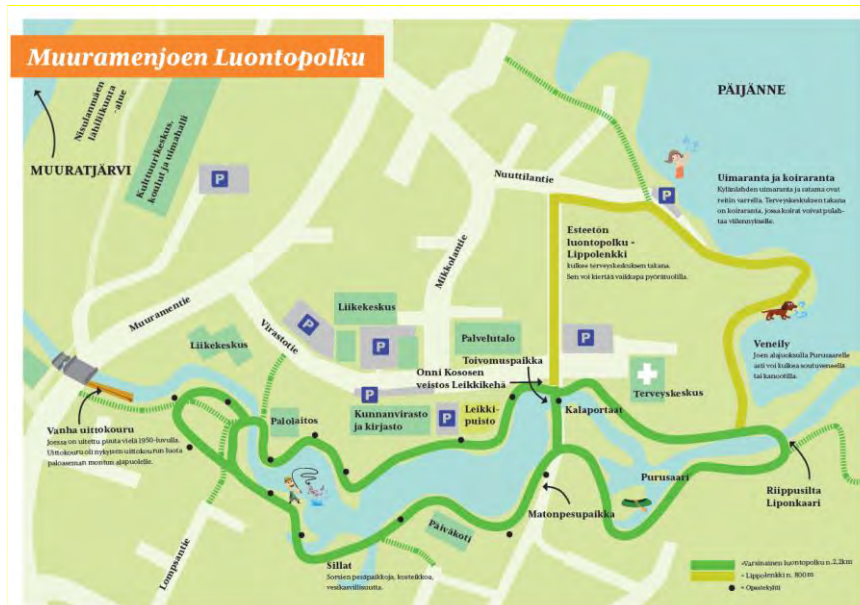 Muuramenjoen Luontopolku
Nisulanmäen
lähiliikunta
-alue
MUURATJÄRVI
Kulttuurikeskus,
koulut ja uimahalli
P
PÄIJÄNNE
Nuuttilantie
P
Uimaranta ja koiraranta
Kylänlahden uimaranta ja satama ovat
reitin varrella. Terveyskeskuksen takana
on koiraranta, jossa koirat voivat pulah-
taa viilennykselle.
Esteetön
luontopolku -
Lippolenkki
kulkee terveyskeskuksen takana.
Sen voi kiertää vaikkapa pyörätuolilla.
Mikkolantie
Muuramentie
Virastotie
Liikekeskus
P
Liikekeskus
P
Palvelutalo
P
Toivomuspaikka
Onni Kososen
veistos Leikkikehä
Veneily
Joen alajuoksulla Purusaarelle
asti voi kulkea soutuveneellä
tai kanootilla.
Terveyskeskus
Kalaportaat
P
Kunnanvirasto
ja kirjasto
P
Leikki-
puisto
Palolaitos
Vanha uittokouru
Joessa on uitettu puuta vielä 1950-luvulla.
Uittokouru oli nykyisen uittokourun luota
paloaseman montun alapuolelle.
Purusaari
Riippusilta
Liponkaari
Matonpesupaikka
Päiväkoti
Lompsantie
Sillat
Sorsien pesäpaikkoja, kosteikkoa,
vesikasvillisuutta.
=Varsinainen luontopolku n.2,2km
= Lippolenkki n. 800 m
= Opastekyltti